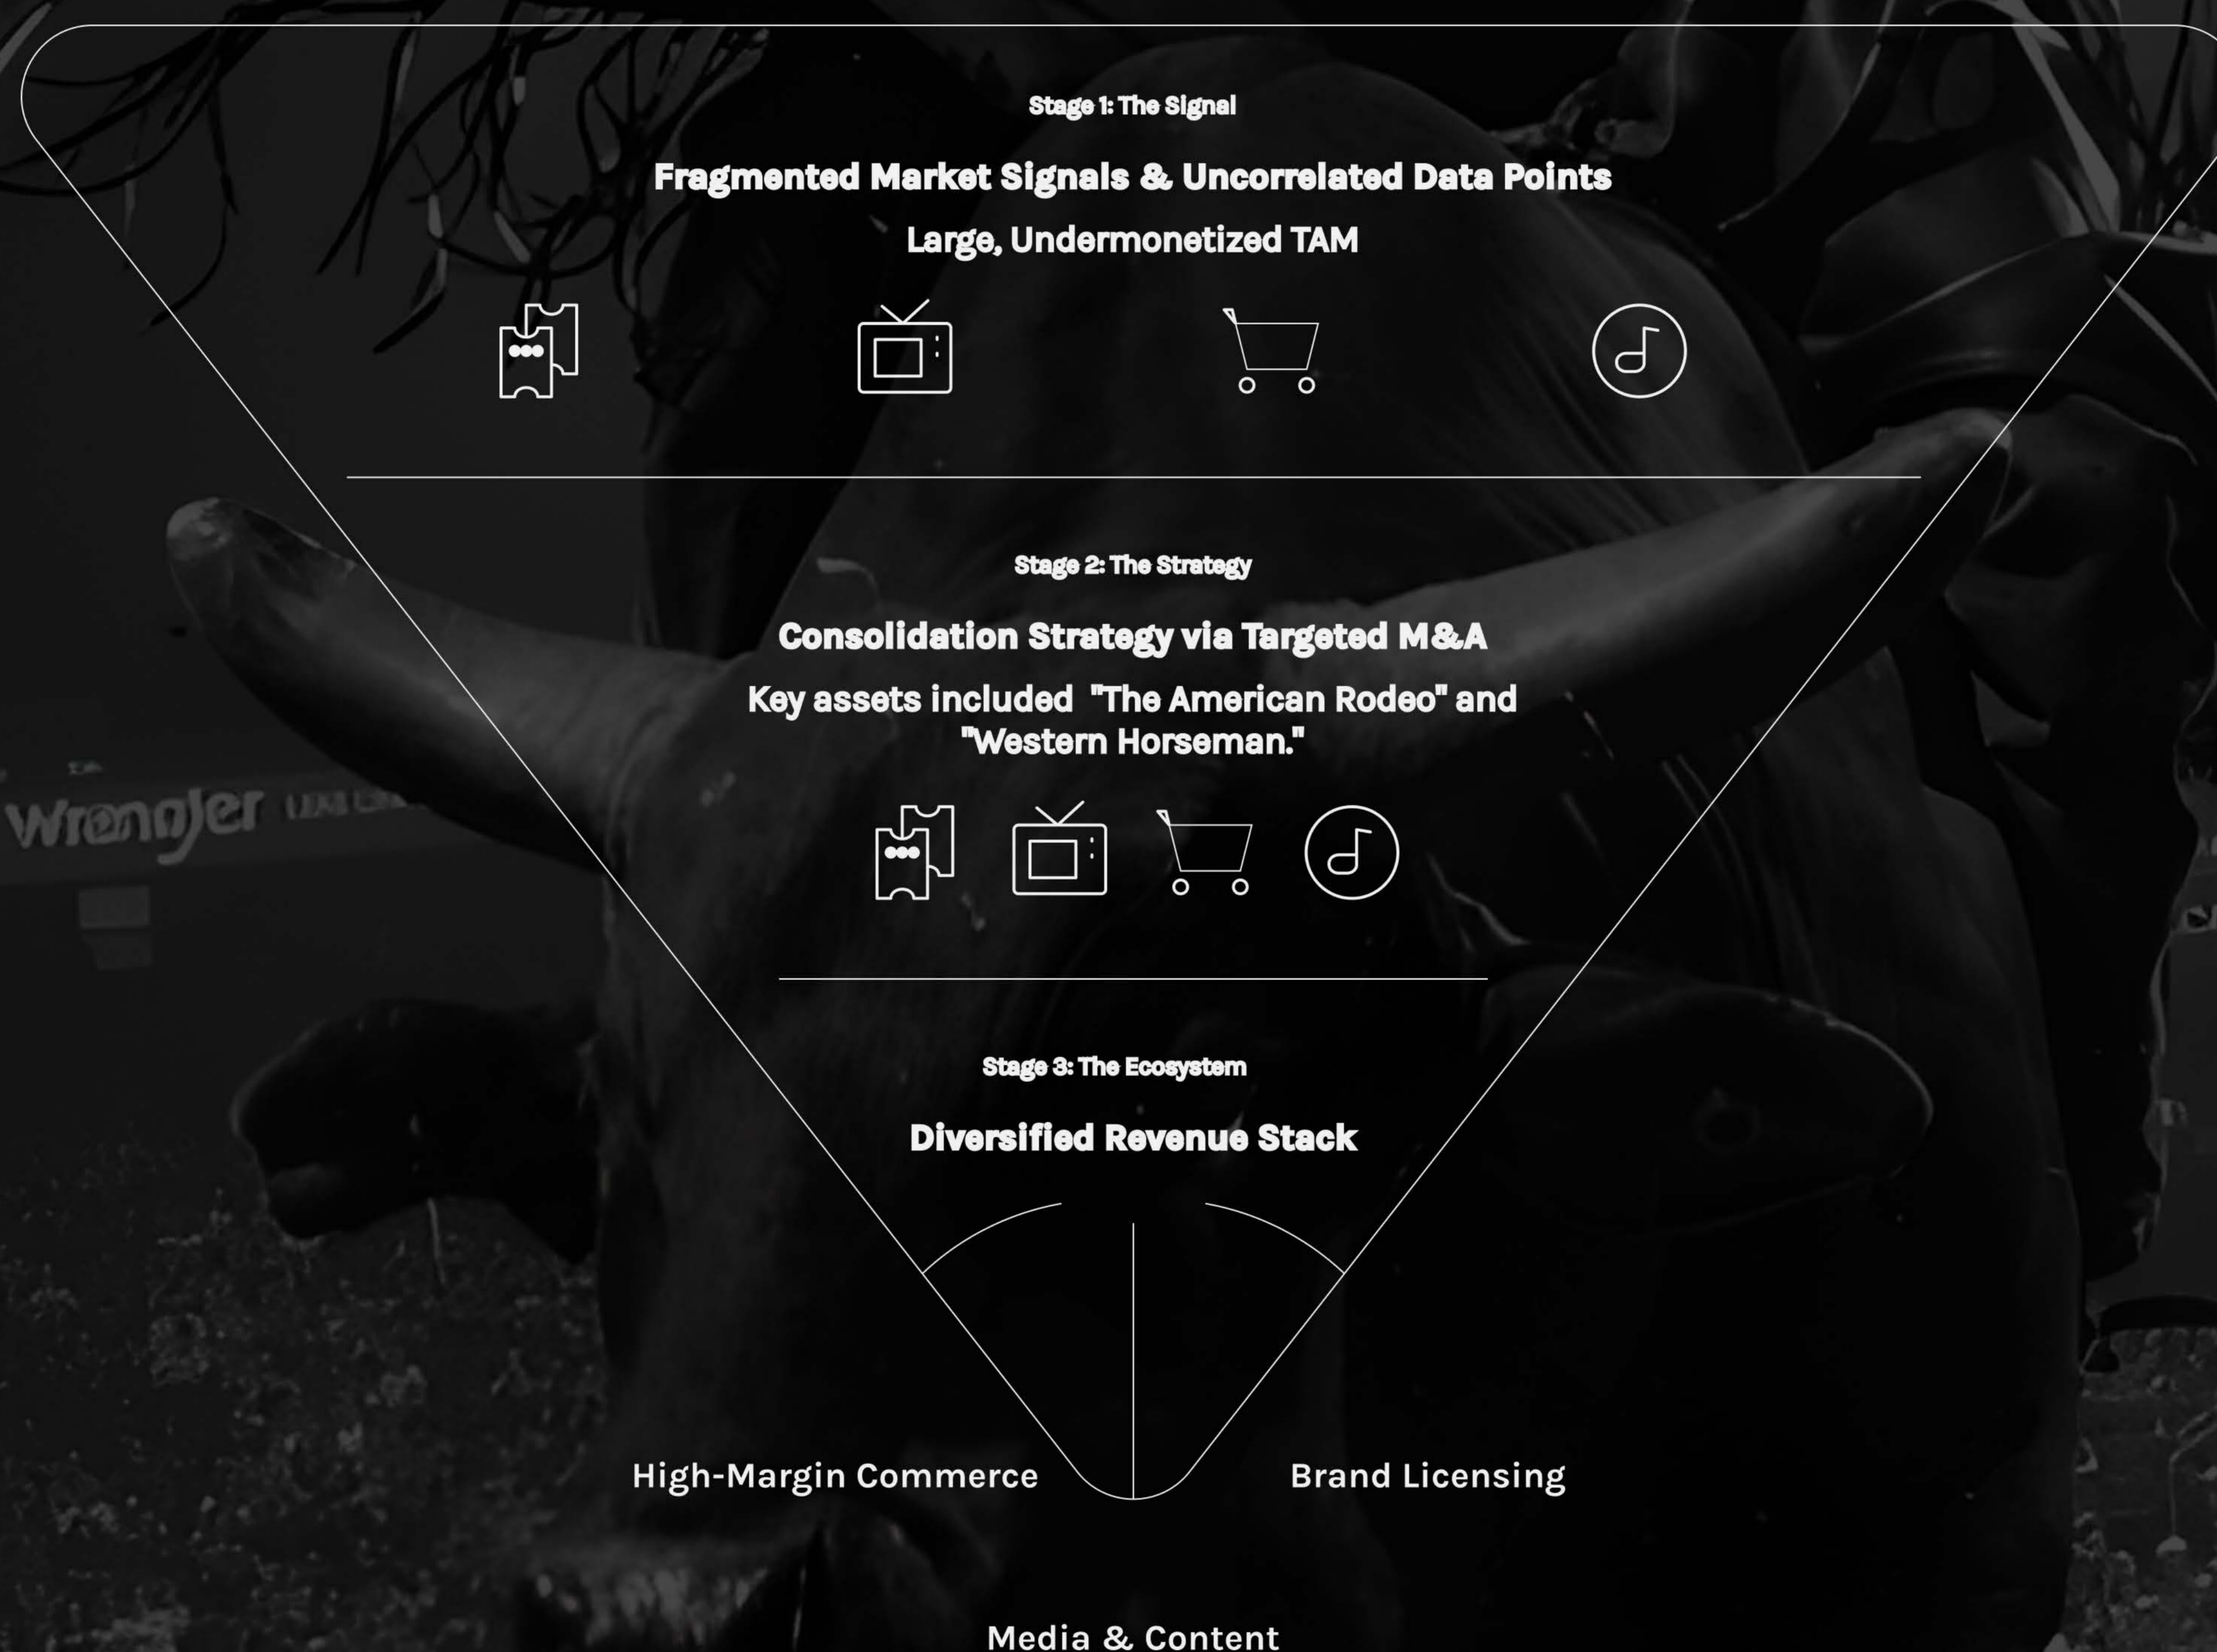 Stage 1: The Signal
Fragmented Market Signals & Uncorrelated Data Points
Large, Undermonetized TAM
Stage 2: The Strategy
Consolidation Strategy via Targeted M&A
Key assets included "The American Rodeo" and
"Western Horseman."
Wrangler
Stage 3: The Ecosystem
Diversified Revenue Stack
High-Margin Commerce
Brand Licensing
Media & Content